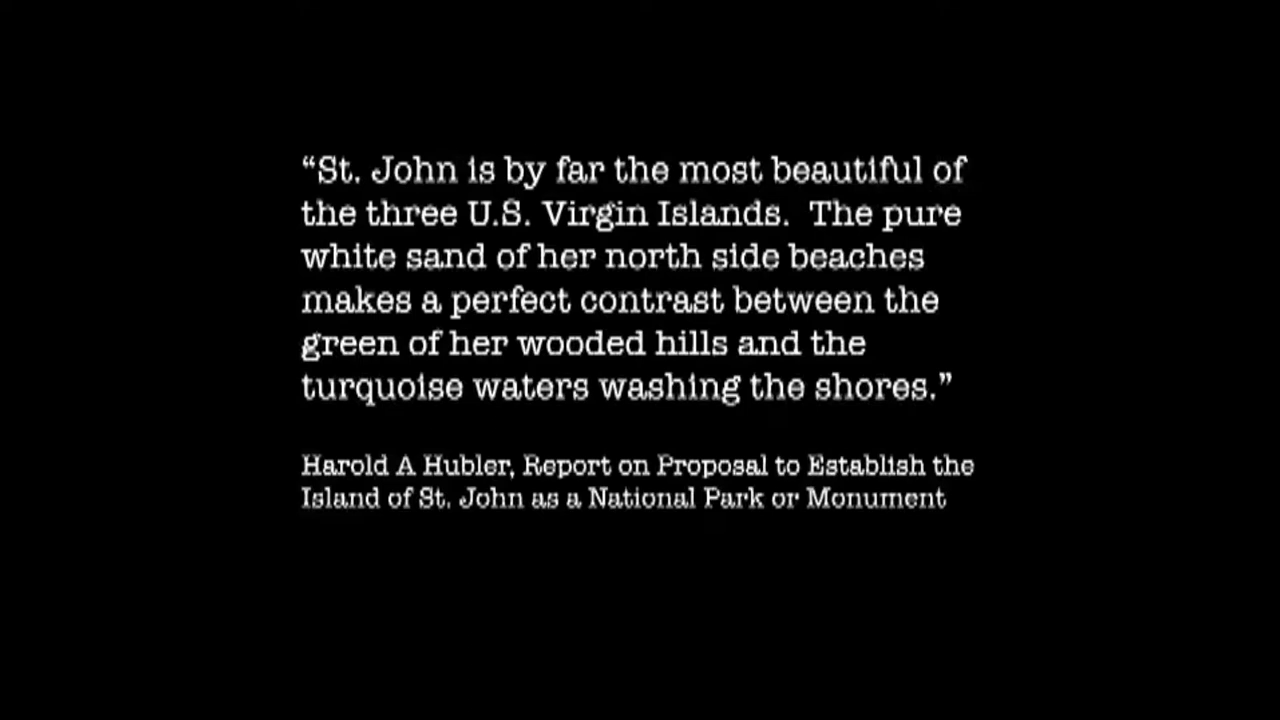 “St. John is by far the most beautiful of
the three U.S. Virgin Islands.  The pure
white sand of her north side beaches
makes a perfect contrast between the
green of her wooded hills and the
turquoise waters washing the shores.”
Harold A Hubler, Report on Proposal to Establish the
Island of St. John as a National Park or Monument